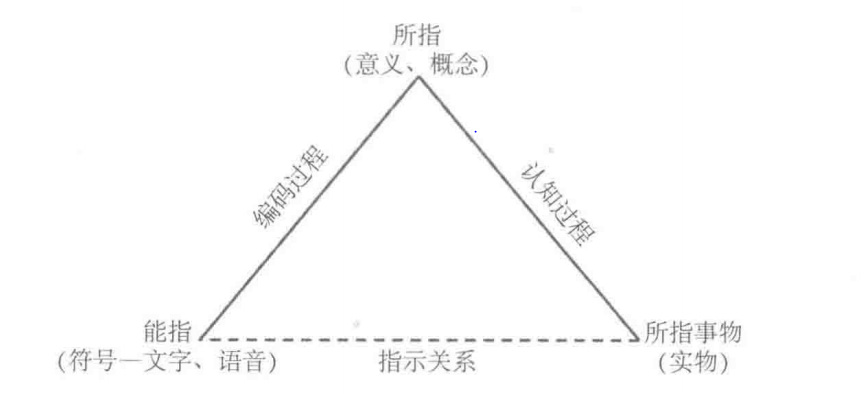 所指
(意义、概念)
编码过程
认知过程
能指
(符号—文字、语音)
指示关系
所指事物
(实物)